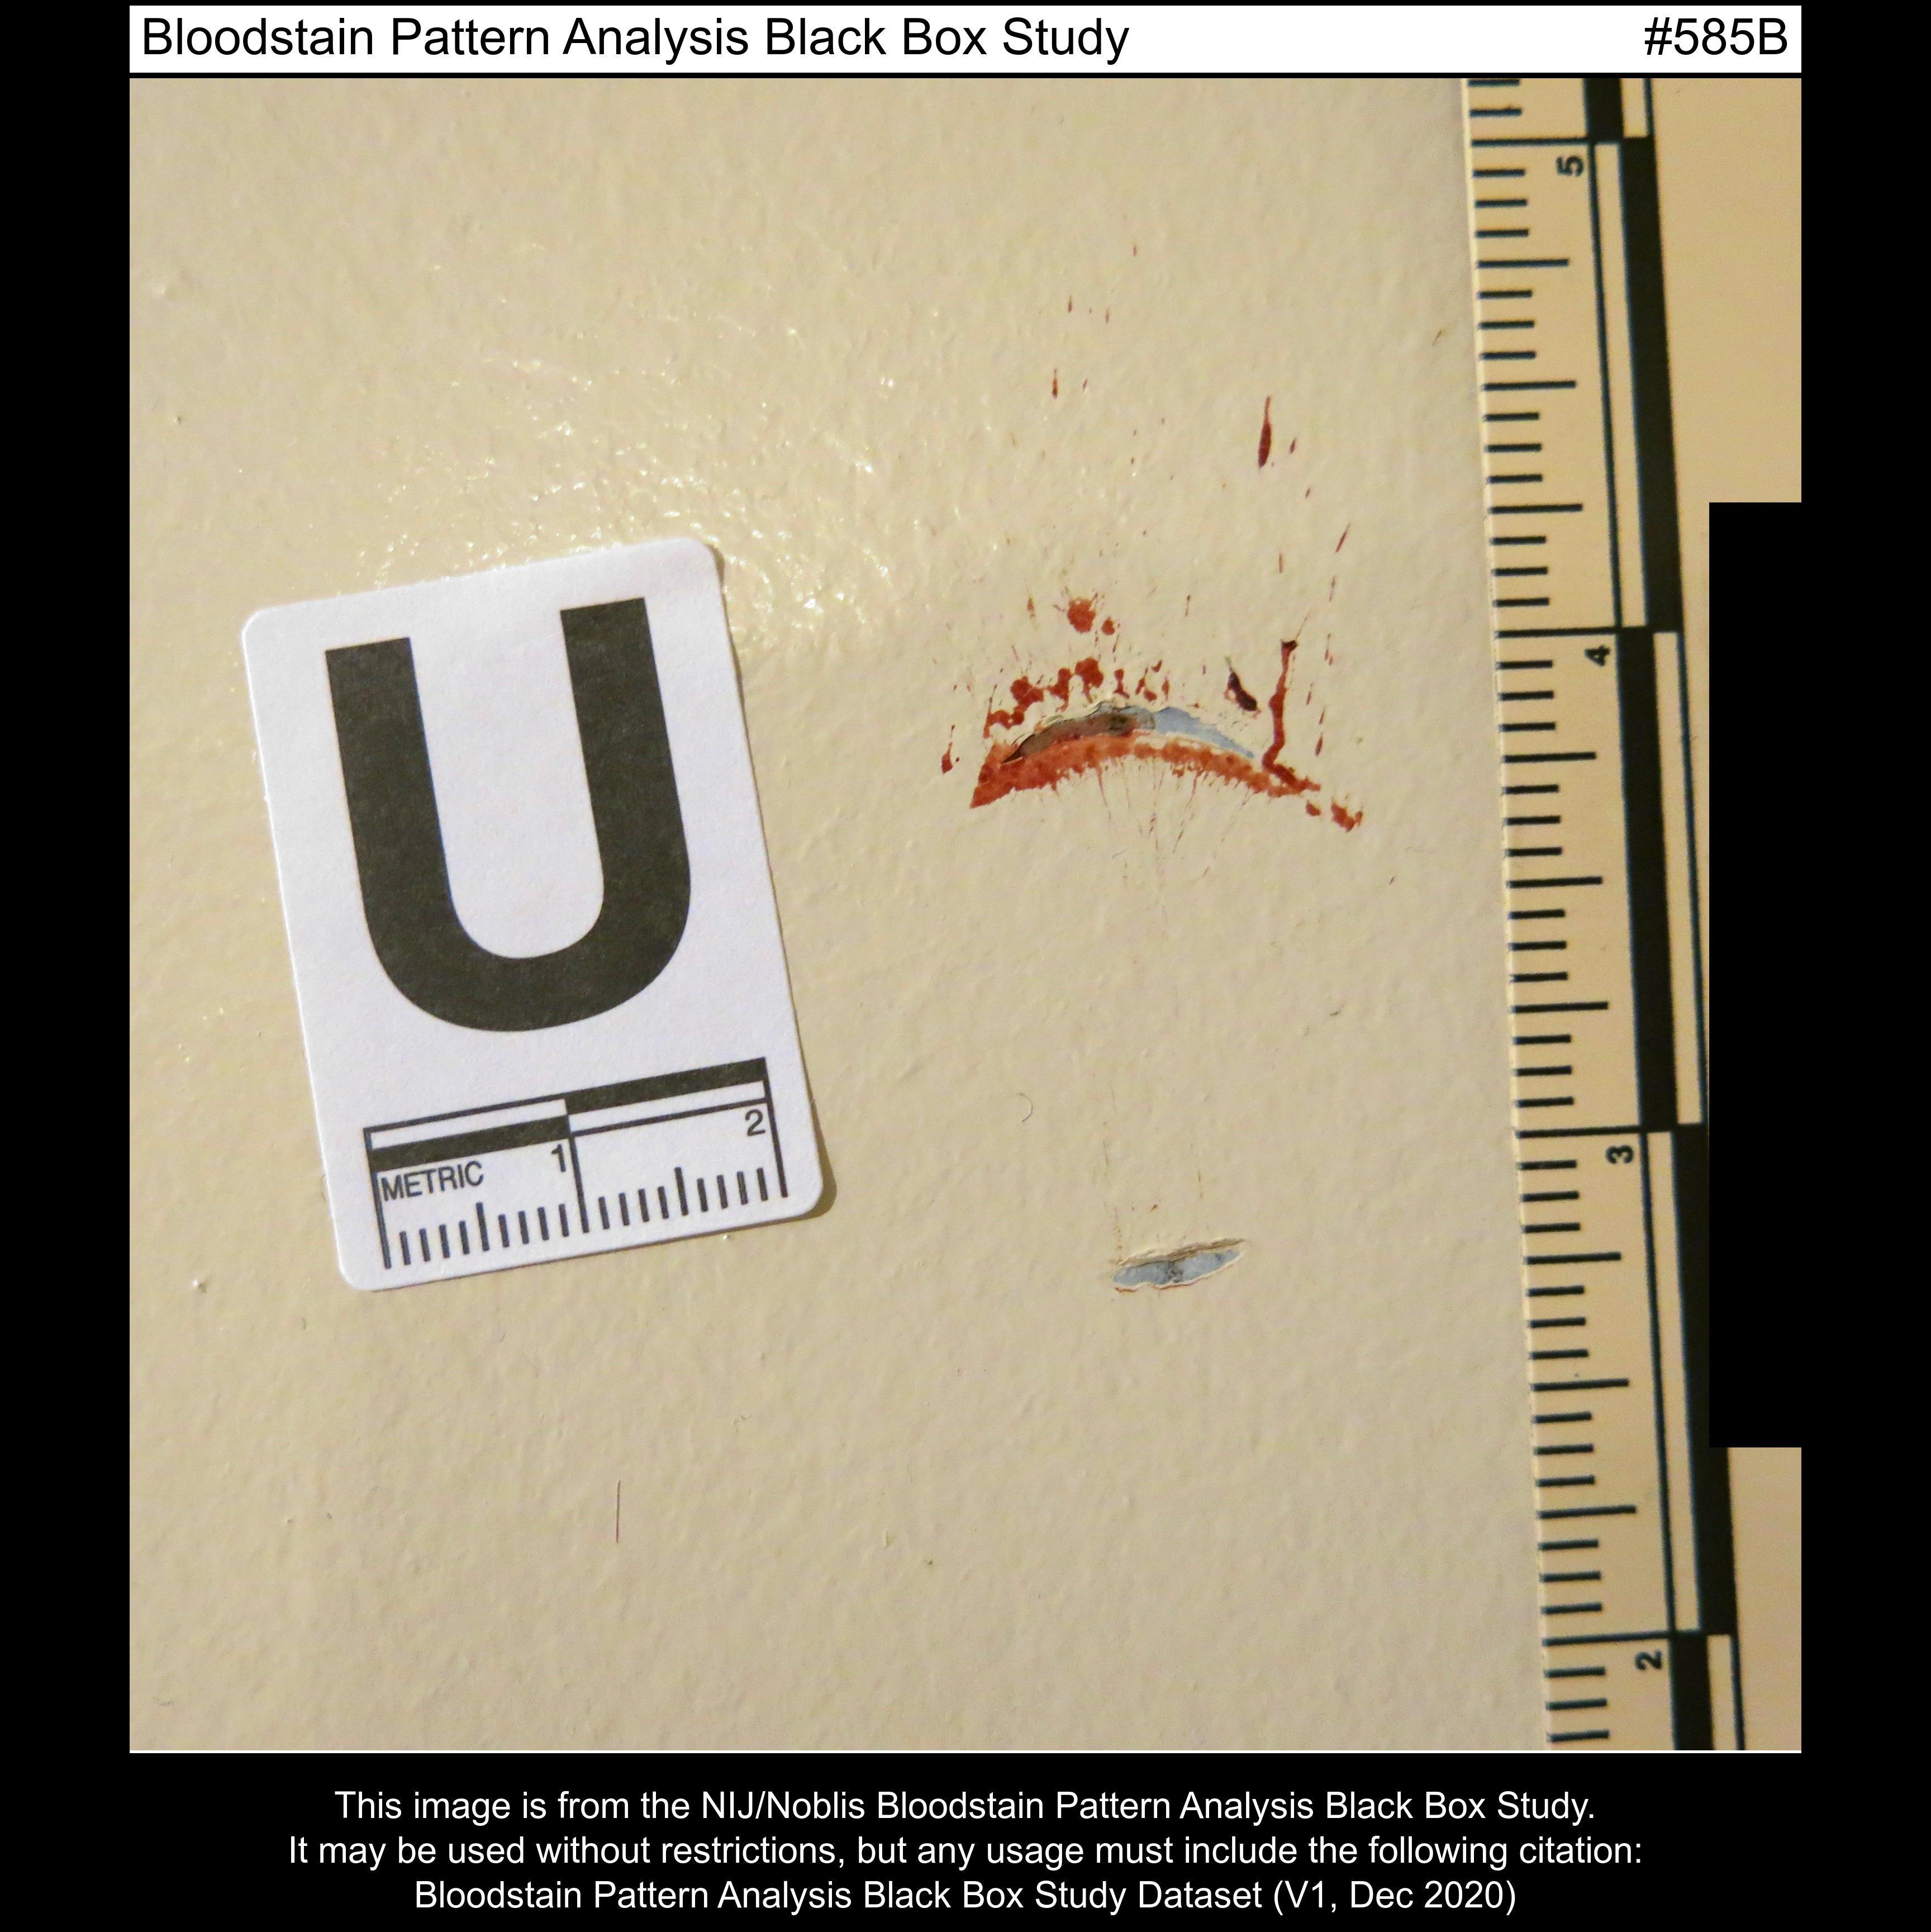 Bloodstain Pattern Analysis Black Box Study #585B
5
4
U
2
1
METRIC
3
2
This image is from the NIJ/Noblis Bloodstain Pattern Analysis Black Box Study.
It may be used without restrictions, but any usage must include the following citation:
Bloodstain Pattern Analysis Black Box Study Dataset (V1, Dec 2020)